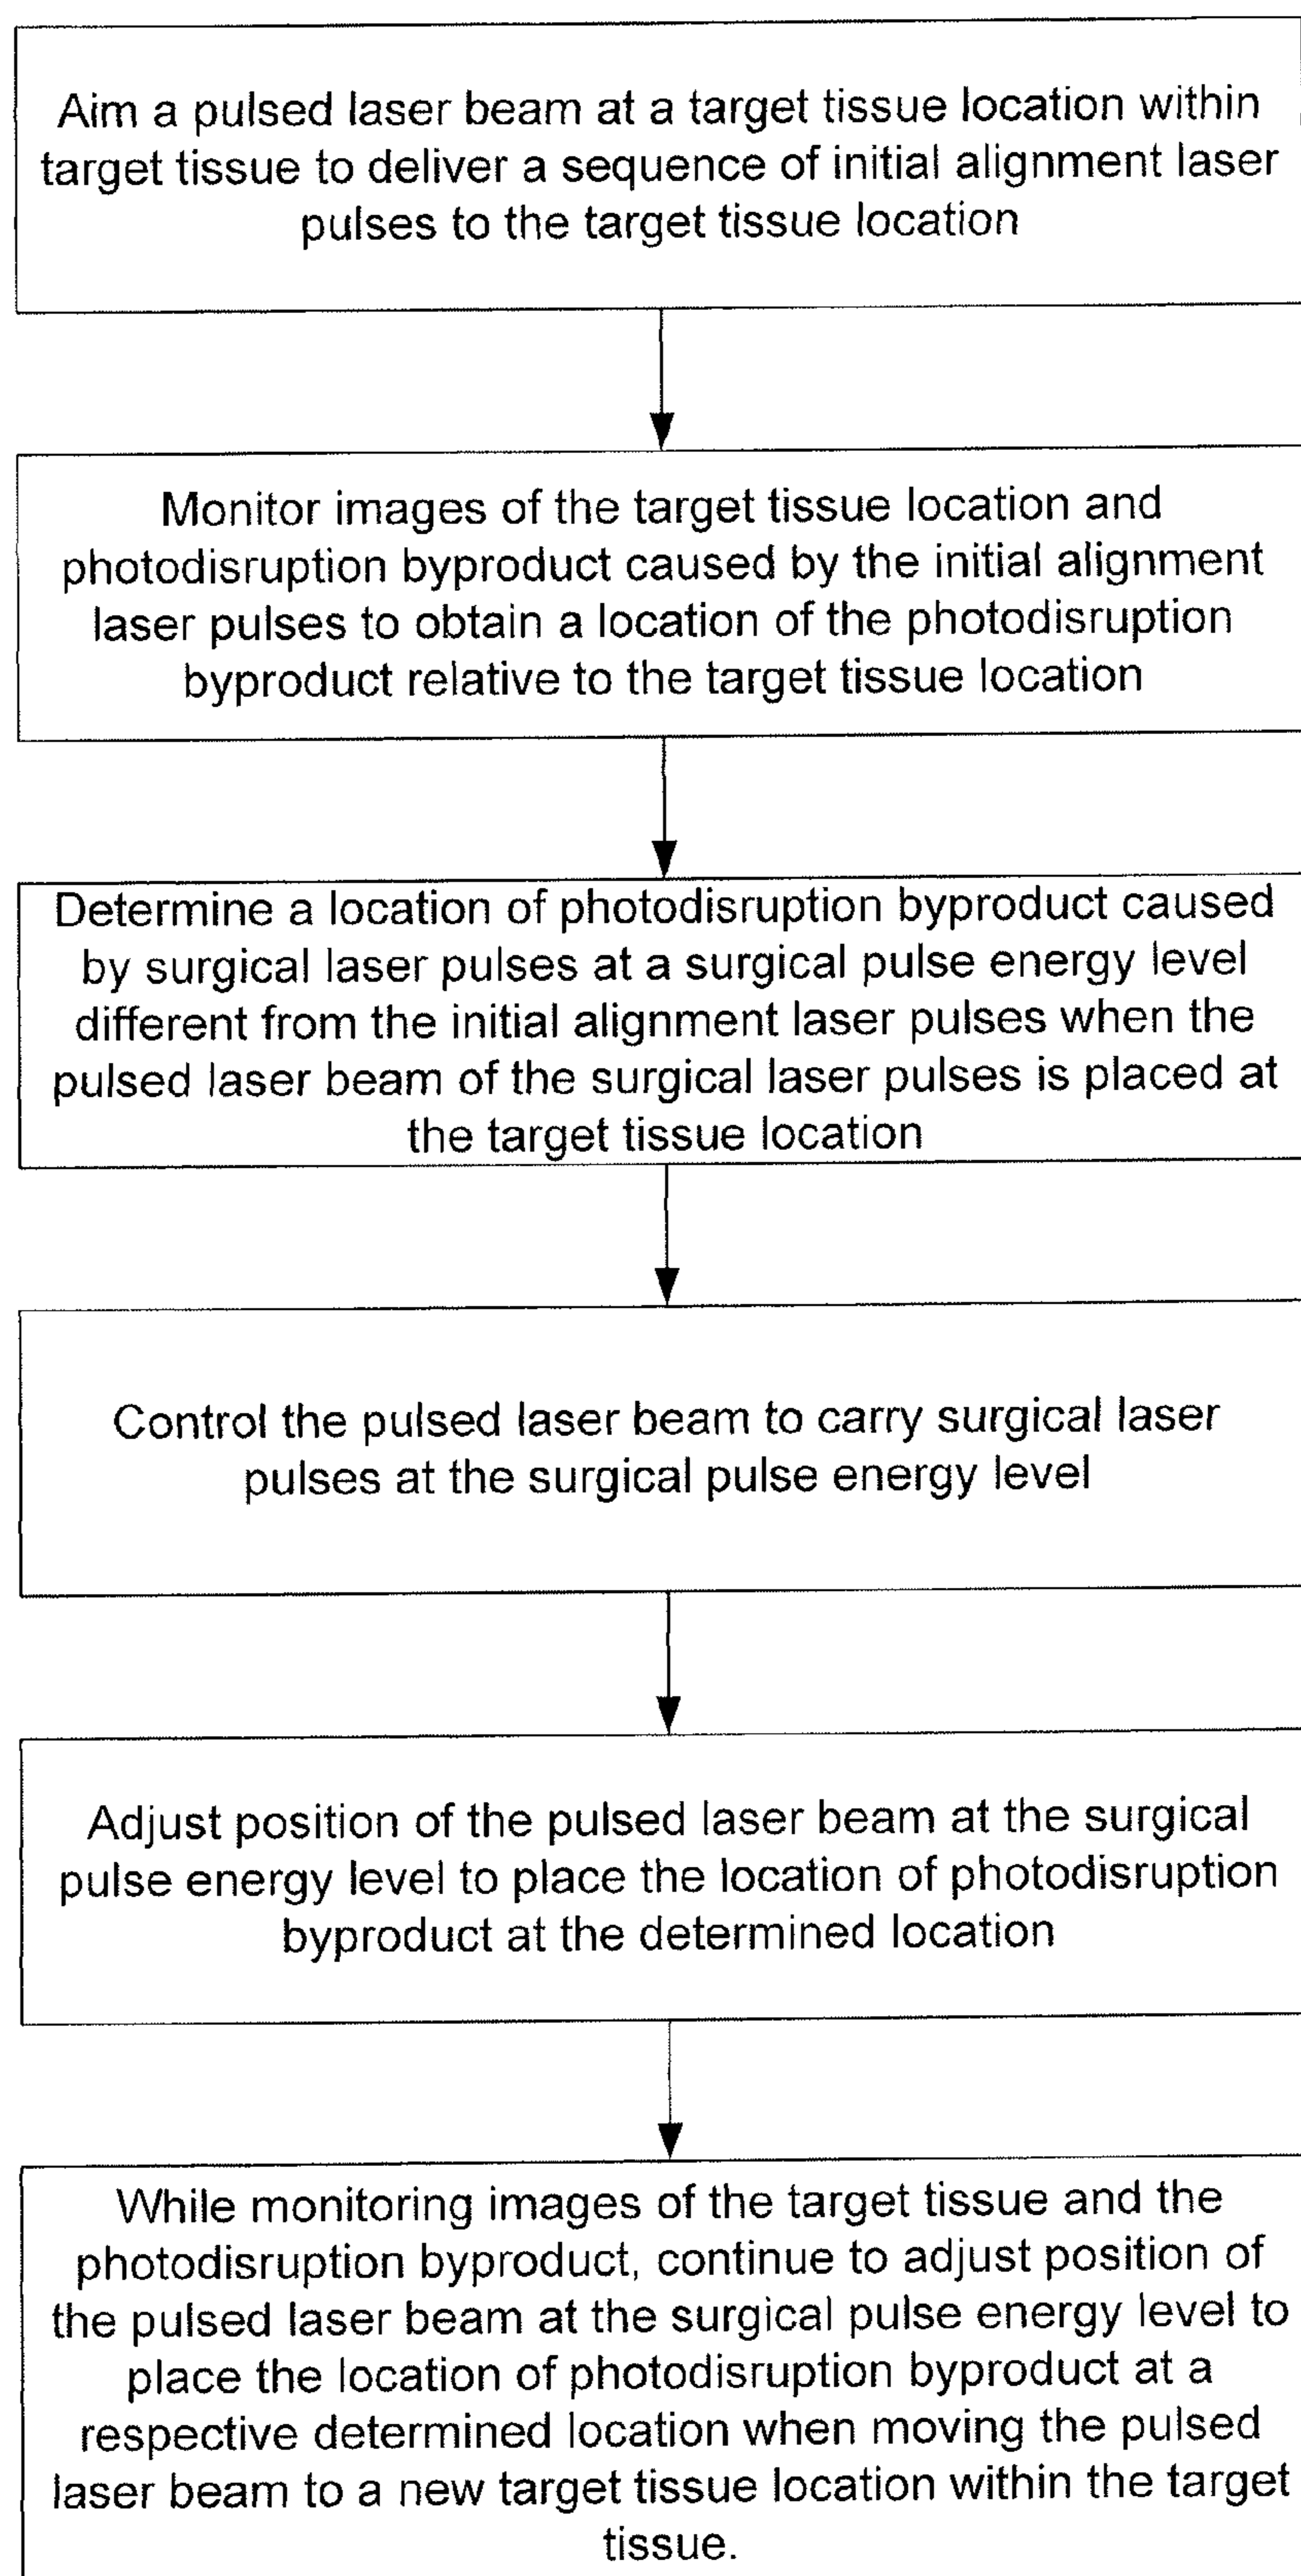 Aim a pulsed laser beam at a target tissue location within
target tissue to deliver a sequence of initial alignment laser
pulses to the target tissue location
Monitor images of the target tissue location and
photodisruption byproduct caused by the initial alignment
laser pulses to obtain a location of the photodisruption
byproduct relative to the target tissue location
Determine a location of photodisruption byproduct caused
by surgical laser pulses at a surgical pulse energy level
different from the initial alignment laser pulses when the
pulsed laser beam of the surgical laser pulses is placed at
the target tissue location
Control the pulsed laser beam to carry surgical laser
pulses at the surgical pulse energy level
Adjust position of the pulsed laser beam at the surgical
pulse energy level to place the location of photodisruption
byproduct at the determined location
While monitoring images of the target tissue and the
photodisruption byproduct, continue to adjust position of
the pulsed laser beam at the surgical pulse energy level to
place the location of photodisruption byproduct at a
respective determined location when moving the pulsed
laser beam to a new target tissue location within the target
tissue.